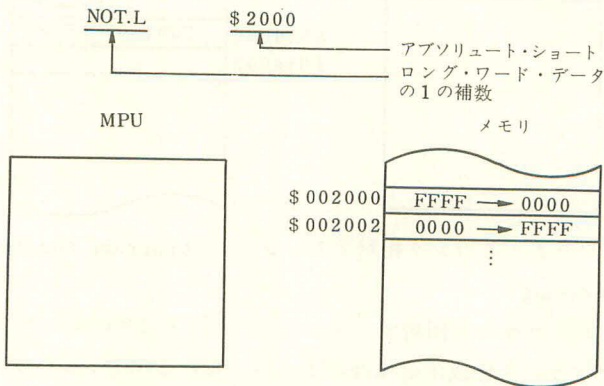 NOT.L $2000
アブソリュート・ショート
ロング・ワード・データ
の1の補数
MPU
メモリ
$002000 FFFF → 0000
$002002 0000 → FFFF
⋮